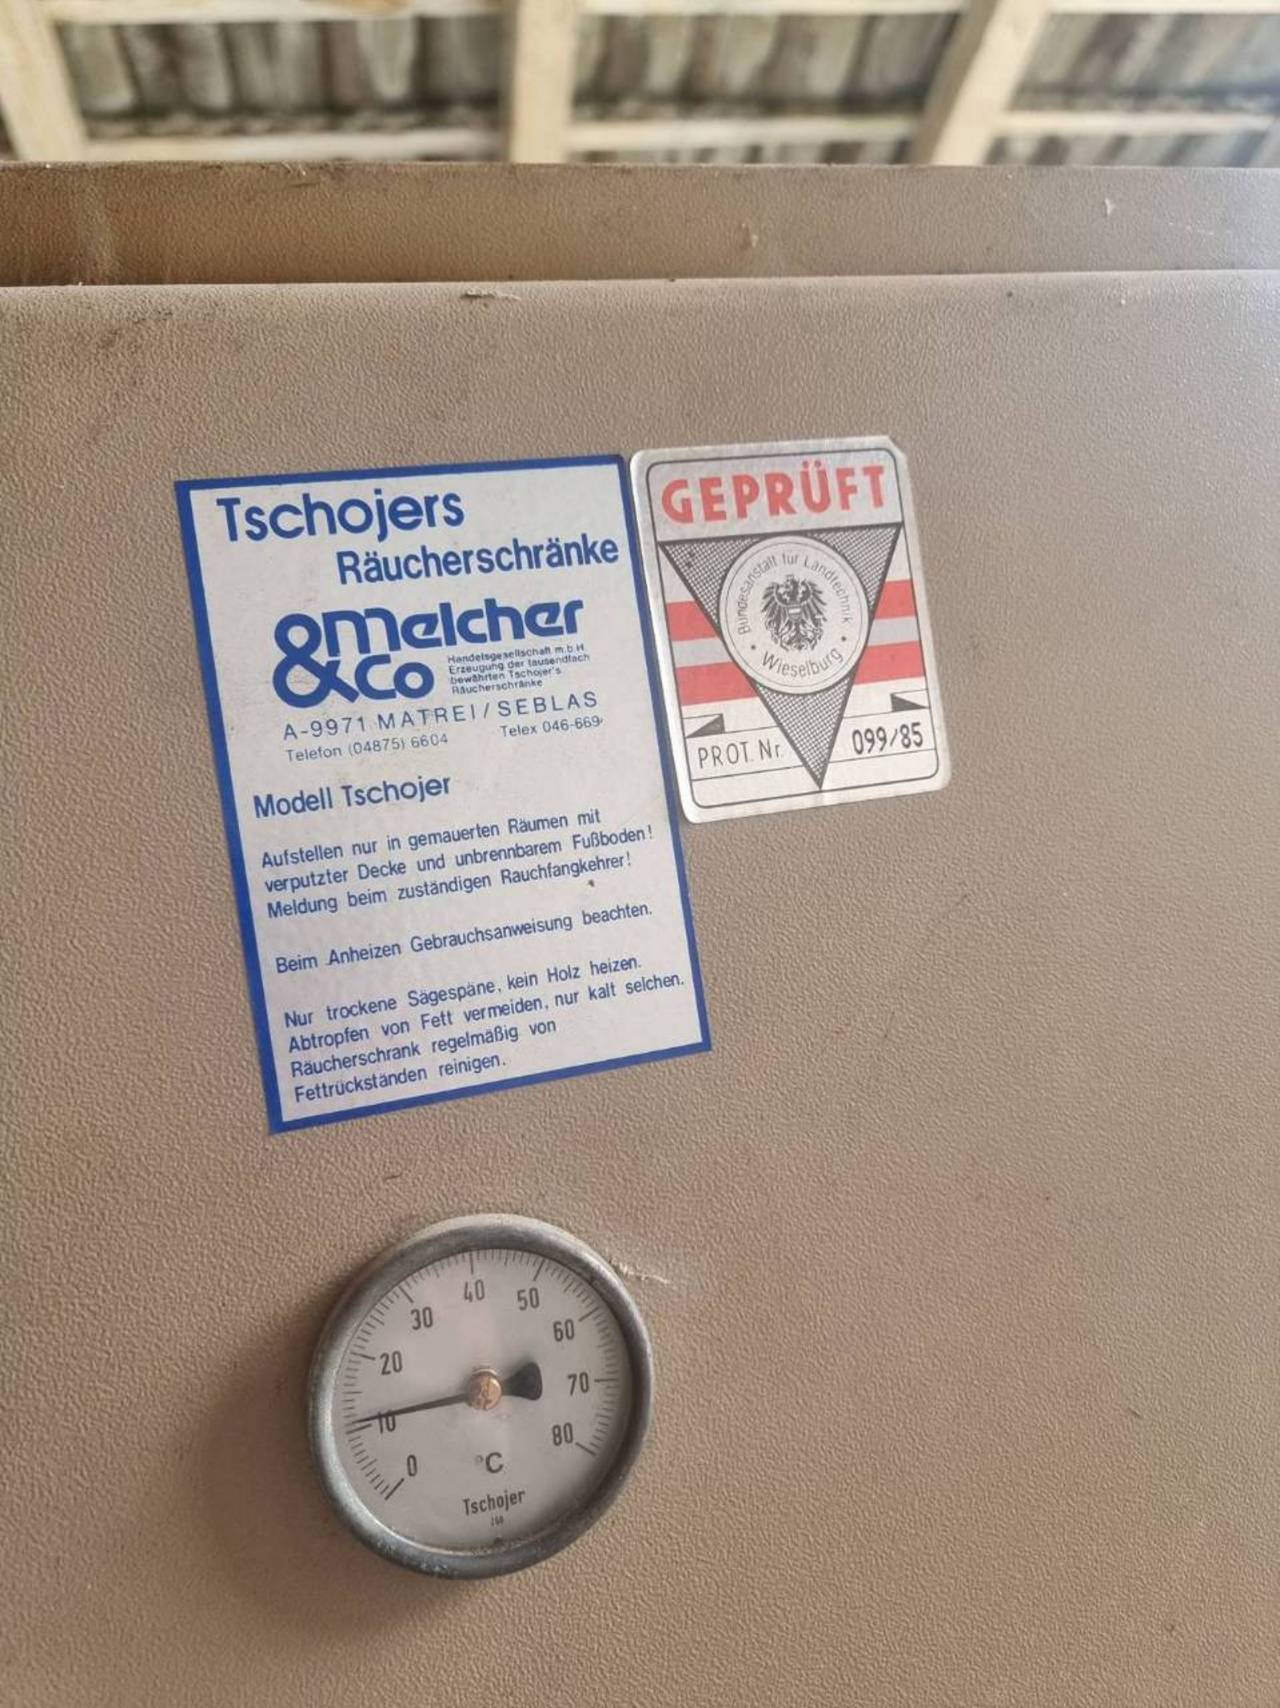 Tschojers
Räucherschränke
Melcher
&Co
Handelsgesellschaft m.b.H.
Erzeugung der tausendfach
bewährten Tschojer's
Räucherschränke
A-9971 MATREI/SEBLAS
Telefon (04875) 6604 Telex 046-669
Modell Tschojer
Aufstellen nur in gemauerten Räumen mit
verputzter Decke und unbrennbarem Fußboden!
Meldung beim zuständigen Rauchfangkehrer!
Beim Anheizen Gebrauchsanweisung beachten.
Nur trockene Sägespäne, kein Holz heizen.
Abtropfen von Fett vermeiden, nur kalt selchen.
Räucherschrank regelmäßig von
Fettrückständen reinigen.
GEPRÜFT
Bundesanstalt für Landtechnik
• Wieselburg •
PROT. Nr. 099/85
0 10 20 30 40 50 60 70 80
°C
Tschojer